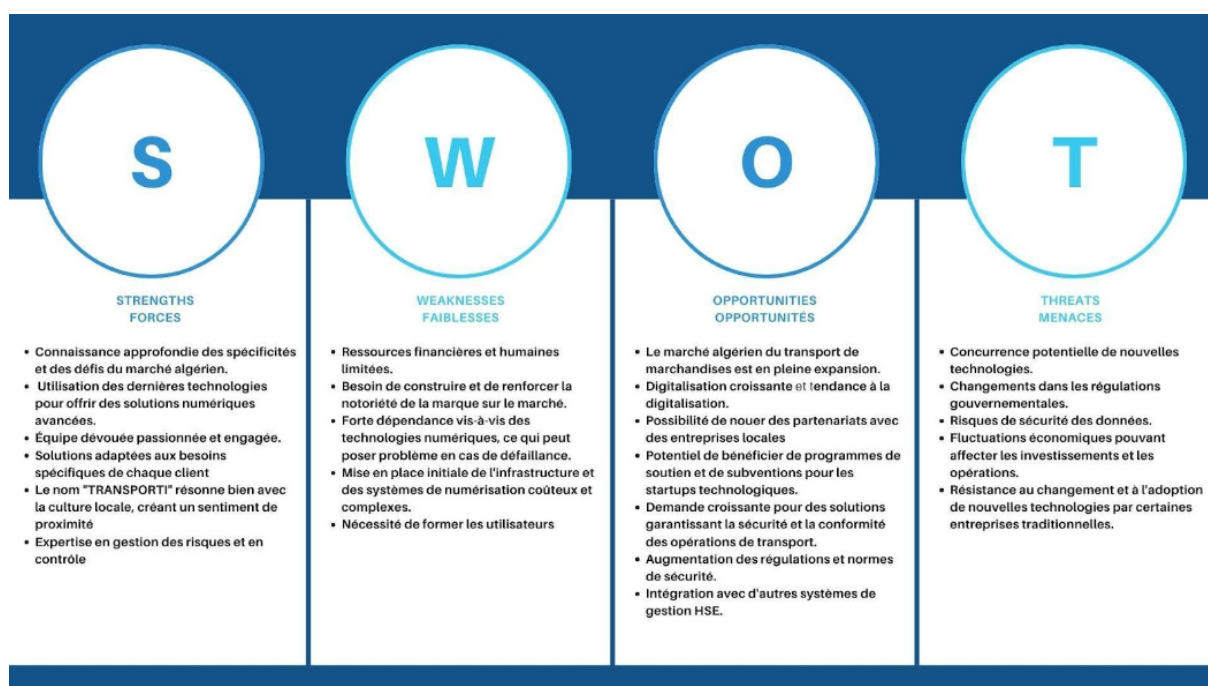 S
W
O
T
STRENGTHS
FORCES
• Connaissance approfondie des spécificités
et des défis du marché algérien.
• Utilisation des dernières technologies
pour offrir des solutions numériques
avancées.
• Équipe dévouée passionnée et engagée.
• Solutions adaptées aux besoins
spécifiques de chaque client
• Le nom "TRANSPORTI" résonne bien avec
la culture locale, créant un sentiment de
proximité
• Expertise en gestion des risques et en
contrôle
WEAKNESSES
FAIBLESSES
• Ressources financières et humaines
limitées.
• Besoin de construire et de renforcer la
notoriété de la marque sur le marché.
• Forte dépendance vis-à-vis des
technologies numériques, ce qui peut
poser problème en cas de défaillance.
• Mise en place initiale de l'infrastructure et
des systèmes de numérisation coûteux et
complexes.
• Nécessité de former les utilisateurs
OPPORTUNITIES
OPPORTUNITÉS
• Le marché algérien du transport de
marchandises est en pleine expansion.
• Digitalisation croissante et tendance à la
digitalisation.
• Possibilité de nouer des partenariats avec
des entreprises locales
• Potentiel de bénéficier de programmes de
soutien et de subventions pour les
startups technologiques.
• Demande croissante pour des solutions
garantissant la sécurité et la conformité
des opérations de transport.
• Augmentation des régulations et normes
de sécurité.
• Intégration avec d'autres systèmes de
gestion HSE.
THREATS
MENACES
• Concurrence potentielle de nouvelles
technologies.
• Changements dans les régulations
gouvernementales.
• Risques de sécurité des données.
• Fluctuations économiques pouvant
affecter les investissements et les
opérations.
• Résistance au changement et à l'adoption
de nouvelles technologies par certaines
entreprises traditionnelles.